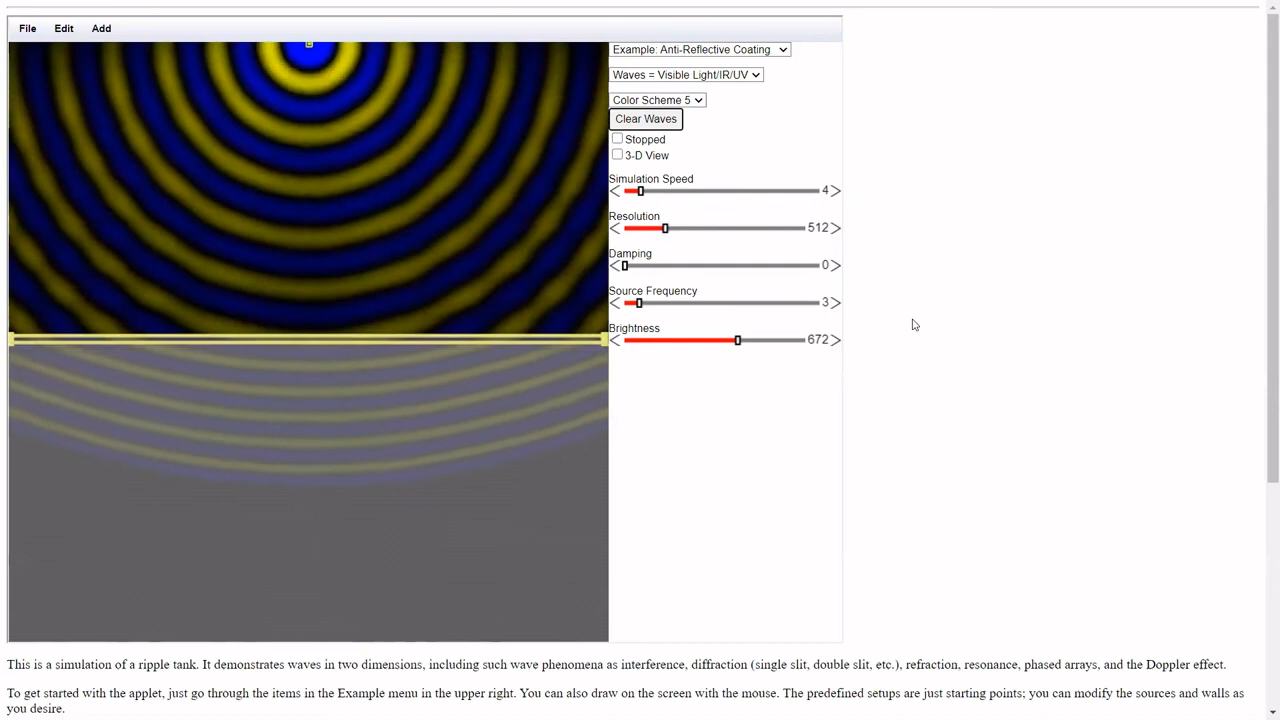 File Edit Add
Example: Anti-Reflective Coating
Waves = Visible Light/IR/UV
Color Scheme 5
Clear Waves
Stopped
3-D View
Simulation Speed
4
Resolution
512
Damping
0
Source Frequency
3
Brightness
672
This is a simulation of a ripple tank. It demonstrates waves in two dimensions, including such wave phenomena as interference, diffraction (single slit, double slit, etc.), refraction, resonance, phased arrays, and the Doppler effect.
To get started with the applet, just go through the items in the Example menu in the upper right. You can also draw on the screen with the mouse. The predefined setups are just starting points; you can modify the sources and walls as
you desire.